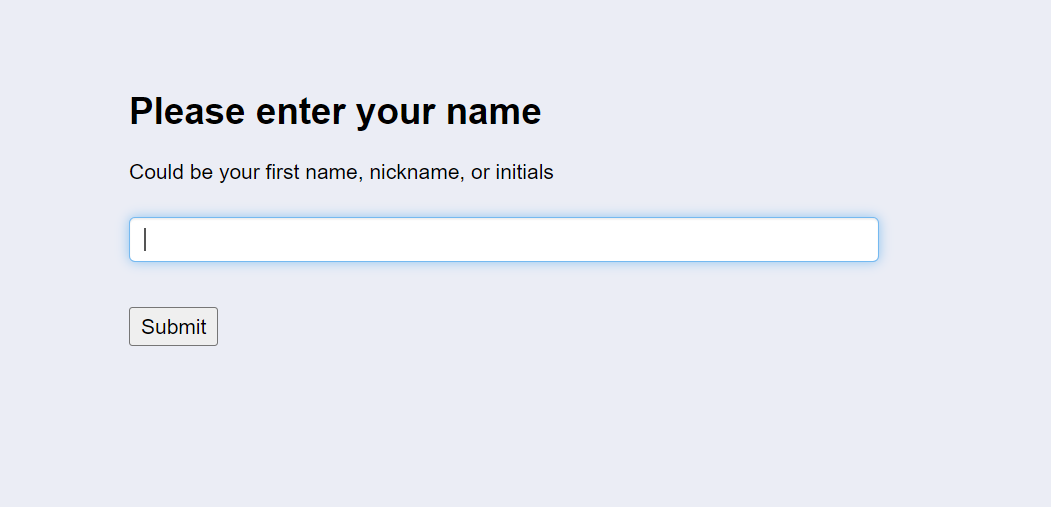 Please enter your name
Could be your first name, nickname, or initials
Submit